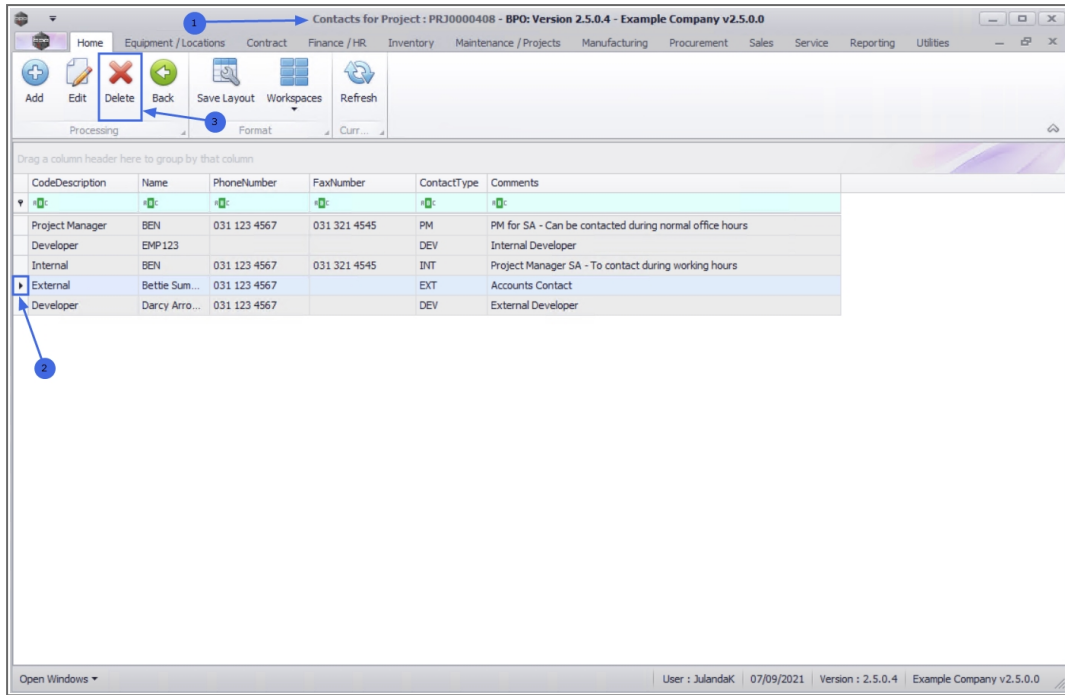 1
Contacts for Project : PRJ0000408 - BPO: Version 2.5.0.4 - Example Company v2.5.0.0
Home Equipment / Locations Contract Finance / HR Inventory Maintenance / Projects Manufacturing Procurement Sales Service Reporting Utilities
Add Edit Delete Back Save Layout Workspaces Refresh
3
Processing Format Curr...
Drag a column header here to group by that column
CodeDescription Name PhoneNumber FaxNumber ContactType Comments
Project Manager BEN 031 123 4567 031 321 4545 PM PM for SA - Can be contacted during normal office hours
Developer EMP123 DEV Internal Developer
Internal BEN 031 123 4567 031 321 4545 INT Project Manager SA - To contact during working hours
External Bettie Sum... 031 123 4567 EXT Accounts Contact
Developer Darcy Arro... 031 123 4567 DEV External Developer
2
Open Windows User : JulandaK 07/09/2021 Version : 2.5.0.4 Example Company v2.5.0.0